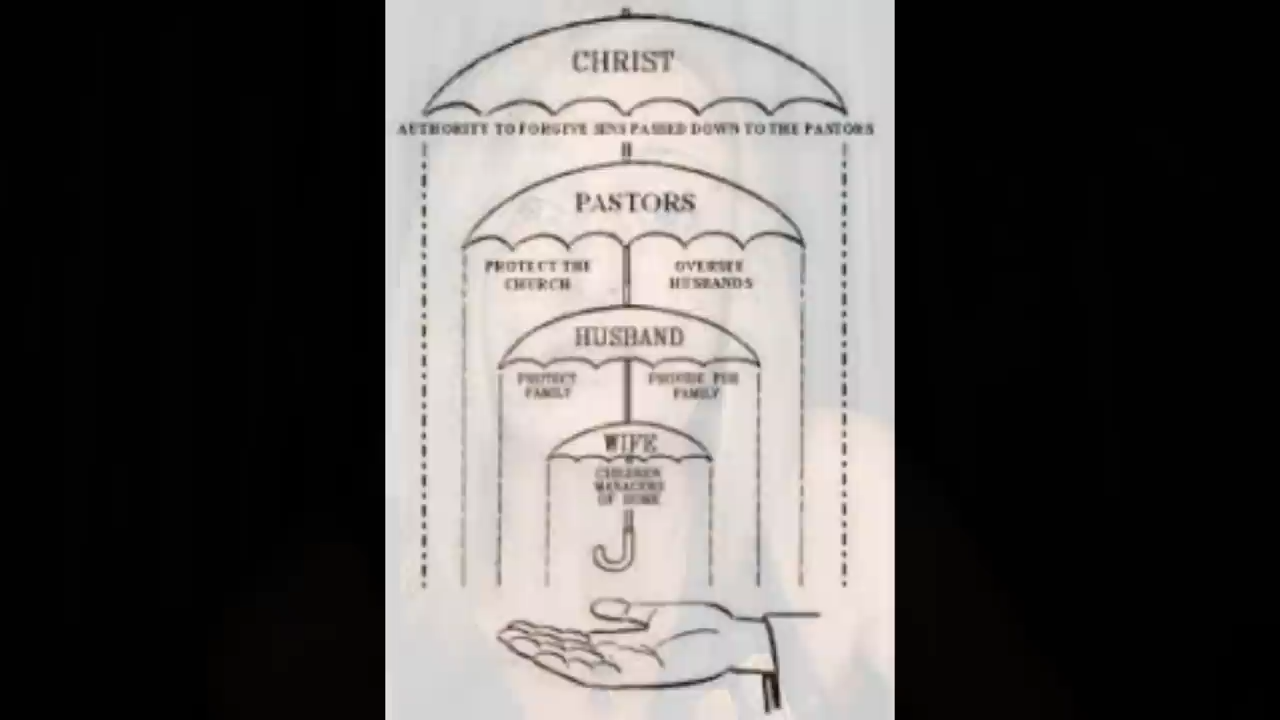 CHRIST
AUTHORITY TO FORGIVE SINS PASSED DOWN TO THE PASTORS
PASTORS
PROTECT THE
CHURCH
OVERSEE
HUSBANDS
HUSBAND
PROTECT
FAMILY
PROVIDE FOR
FAMILY
WIFE
CHILDREN
MANAGERS
OF HOME